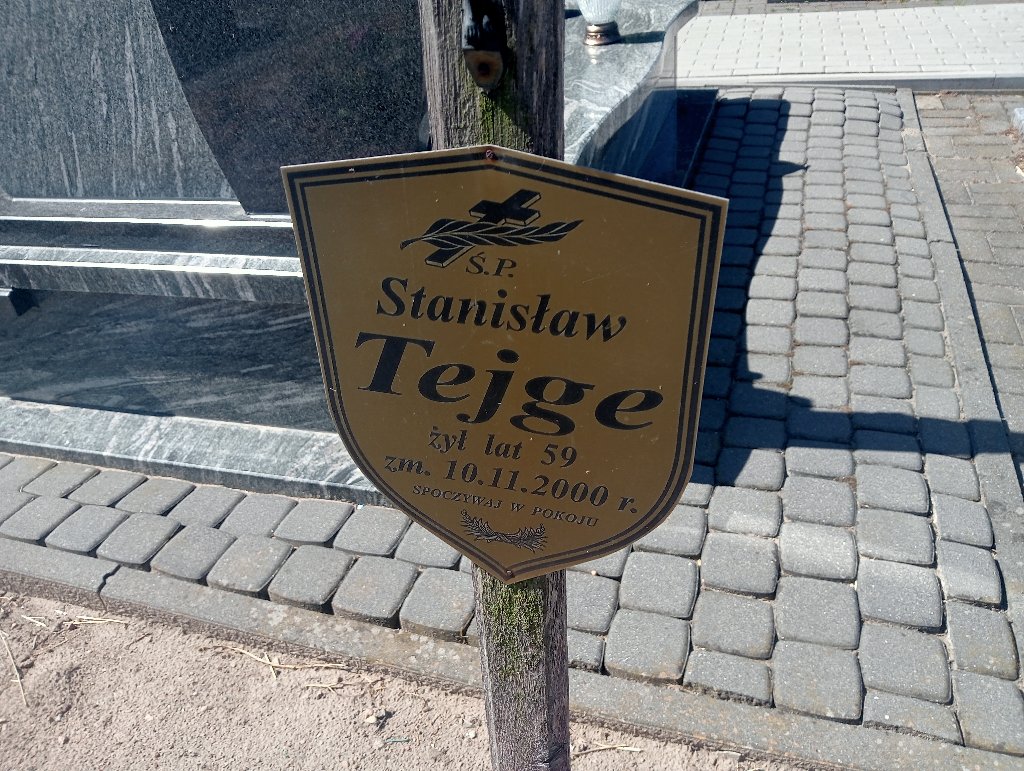 Ś.P.
Stanisław
Tejge
żył lat 59
zm. 10.11.2000 r.
SPOCZYWAJ W POKOJU